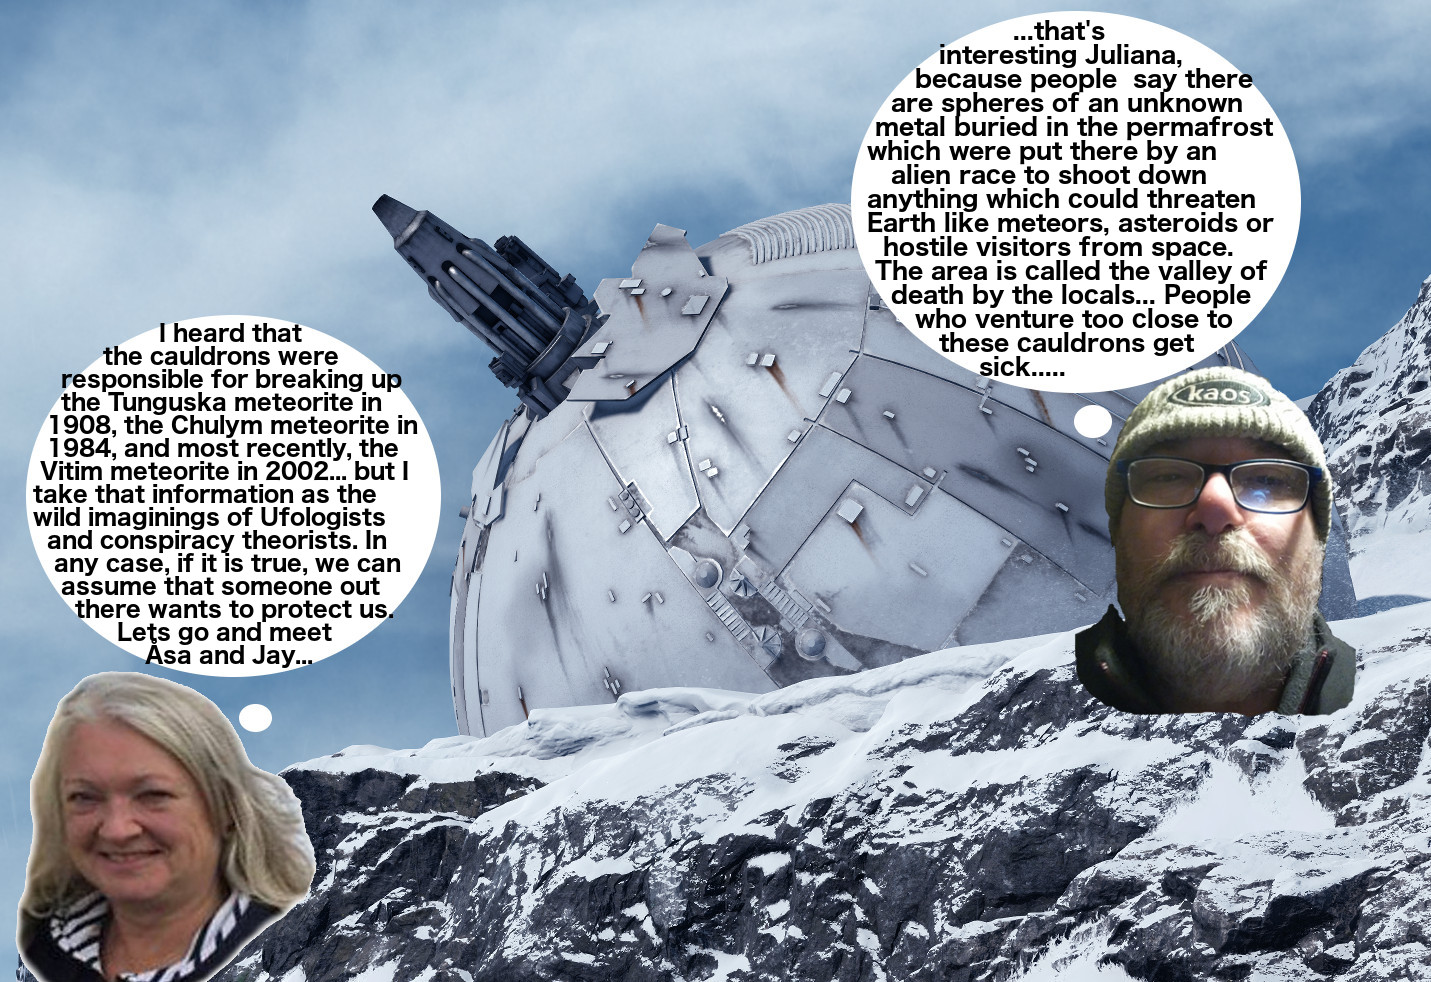 ...that's
interesting Juliana,
because people say there
are spheres of an unknown
metal buried in the permafrost
which were put there by an
alien race to shoot down
anything which could threaten
Earth like meteors, asteroids or
hostile visitors from space.
The area is called the valley of
death by the locals... People
who venture too close to
these cauldrons get
sick.....
kaos
I heard that
the cauldrons were
responsible for breaking up
the Tunguska meteorite in
1908, the Chulym meteorite in
1984, and most recently, the
Vitim meteorite in 2002... but I
take that information as the
wild imaginings of Ufologists
and conspiracy theorists. In
any case, if it is true, we can
assume that someone out
there wants to protect us.
Lets go and meet
Åsa and Jay...